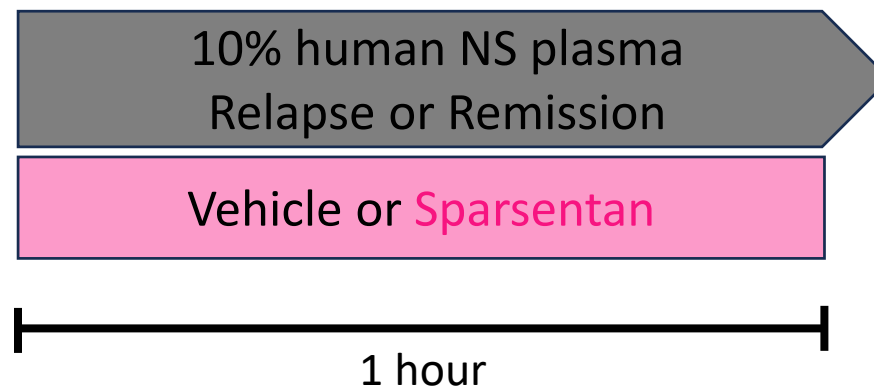 10% human NS plasma
Relapse or Remission
Vehicle or Sparsentan
1 hour